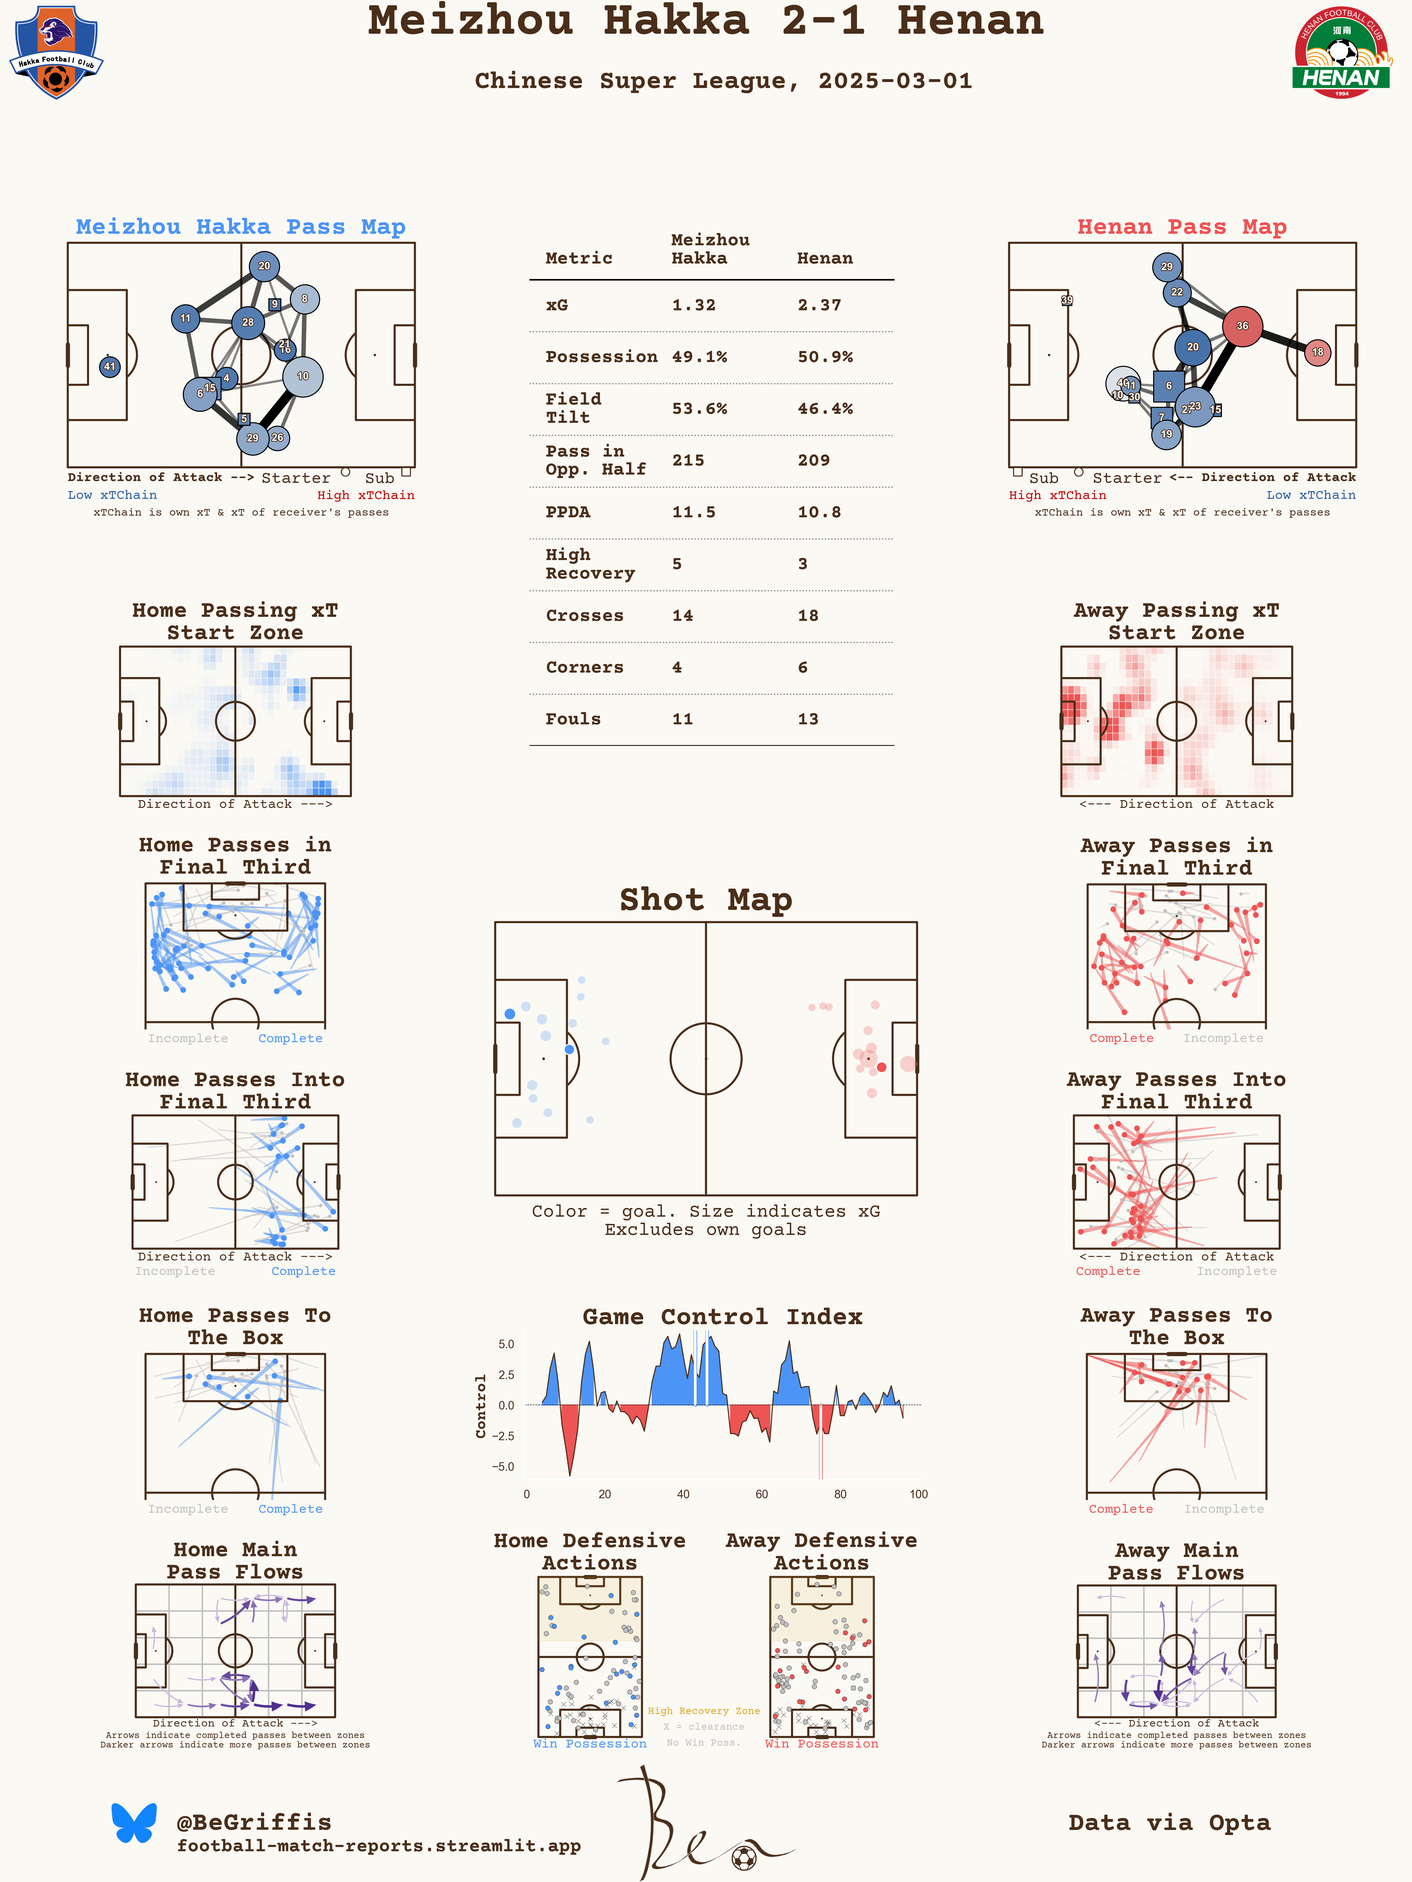 Meizhou Hakka 2-1 Henan
Chinese Super League, 2025-03-01
Hakka Football Club
HENAN FOOTBALL CLUB
河南
HENAN
1994
Meizhou Hakka Pass Map
20
8
9
11
28
21
16
41
4
10
15
6
5
29
26
Direction of Attack --> Starter Sub
Low xTChain High xTChain
xTChain is own xT & xT of receiver's passes
Metric Meizhou Hakka Henan
xG 1.32 2.37
Possession 49.1% 50.9%
Field Tilt 53.6% 46.4%
Pass in Opp. Half 215 209
PPDA 11.5 10.8
High Recovery 5 3
Crosses 14 18
Corners 4 6
Fouls 11 13
Henan Pass Map
29
22
39
36
20
18
40
11
6
10
30
27
23
15
7
19
Sub Starter <-- Direction of Attack
High xTChain Low xTChain
xTChain is own xT & xT of receiver's passes
Home Passing xT
Start Zone
Direction of Attack --->
Away Passing xT
Start Zone
<--- Direction of Attack
Home Passes in
Final Third
Incomplete Complete
Away Passes in
Final Third
Complete Incomplete
Shot Map
Color = goal. Size indicates xG
Excludes own goals
Home Passes Into
Final Third
Direction of Attack --->
Incomplete Complete
Away Passes Into
Final Third
<--- Direction of Attack
Complete Incomplete
Home Passes To
The Box
Incomplete Complete
Game Control Index
Control
5.0
2.5
0.0
−2.5
−5.0
0 20 40 60 80 100
Away Passes To
The Box
Complete Incomplete
Home Main
Pass Flows
Direction of Attack --->
Arrows indicate completed passes between zones
Darker arrows indicate more passes between zones
Home Defensive
Actions
Win Possession
Away Defensive
Actions
Win Possession
High Recovery Zone
X = clearance
No Win Poss.
Away Main
Pass Flows
<--- Direction of Attack
Arrows indicate completed passes between zones
Darker arrows indicate more passes between zones
@BeGriffis
football-match-reports.streamlit.app
Ben
Data via Opta